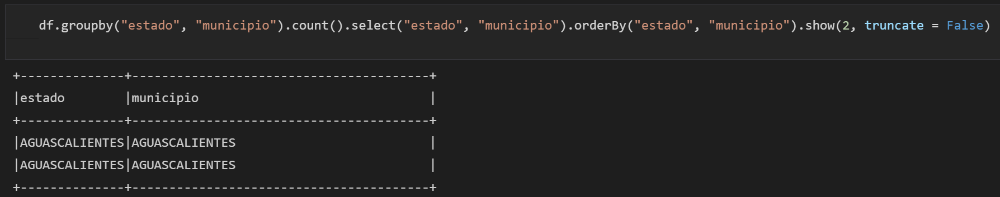 df.groupby("estado", "municipio").count().select("estado", "municipio").orderBy("estado", "municipio").show(2, truncate = False)
+--------------+----------------------------------------+
|estado        |municipio                               |
+--------------+----------------------------------------+
|AGUASCALIENTES|AGUASCALIENTES                          |
|AGUASCALIENTES|AGUASCALIENTES                          |
+--------------+----------------------------------------+